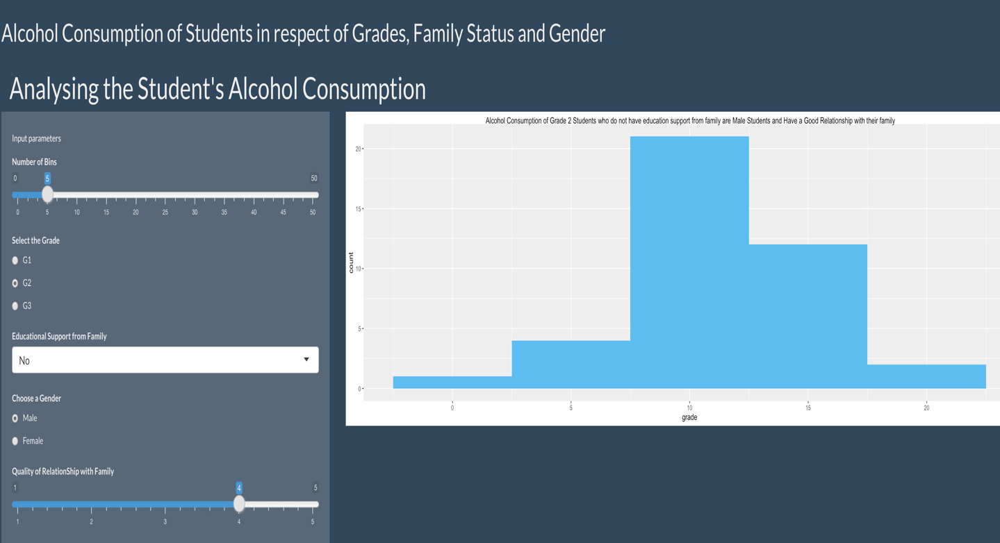 Alcohol Consumption of Students in respect of Grades, Family Status and Gender
Analysing the Student's Alcohol Consumption
Input parameters
Number of Bins
0 5 50
0 5 10 15 20 25 30 35 40 45 50
Select the Grade
G1
G2
G3
Educational Support from Family
No
Choose a Gender
Male
Female
Quality of RelationShip with Family
1 4 5
1 2 3 4 5
Alcohol Consumption of Grade 2 Students who do not have education support from family are Male Students and Have a Good Relationship with their family
20
15
10
5
0
count
0 5 10 15 20
grade